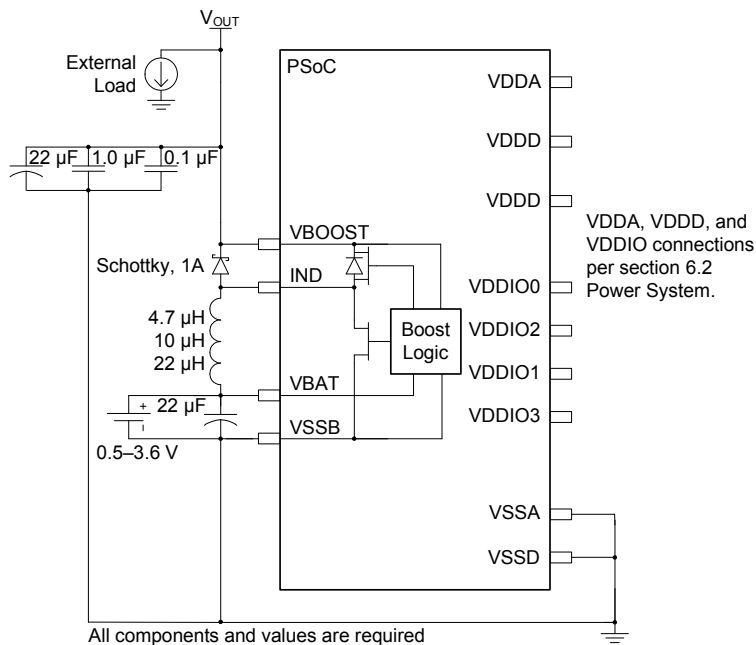 VOUT
External
Load
PSoC
VDDA
VDDD
22 µF 1.0 µF 0.1 µF
VDDD
VDDA, VDDD, and
VDDIO connections
per section 6.2
Power System.
VBOOST
Schottky, 1A
IND
VDDIO0
4.7 µH
10 µH
22 µH
Boost
Logic
VDDIO2
VDDIO1
VBAT
22 µF
+
-
VDDIO3
VSSB
0.5–3.6 V
VSSA
VSSD
All components and values are required